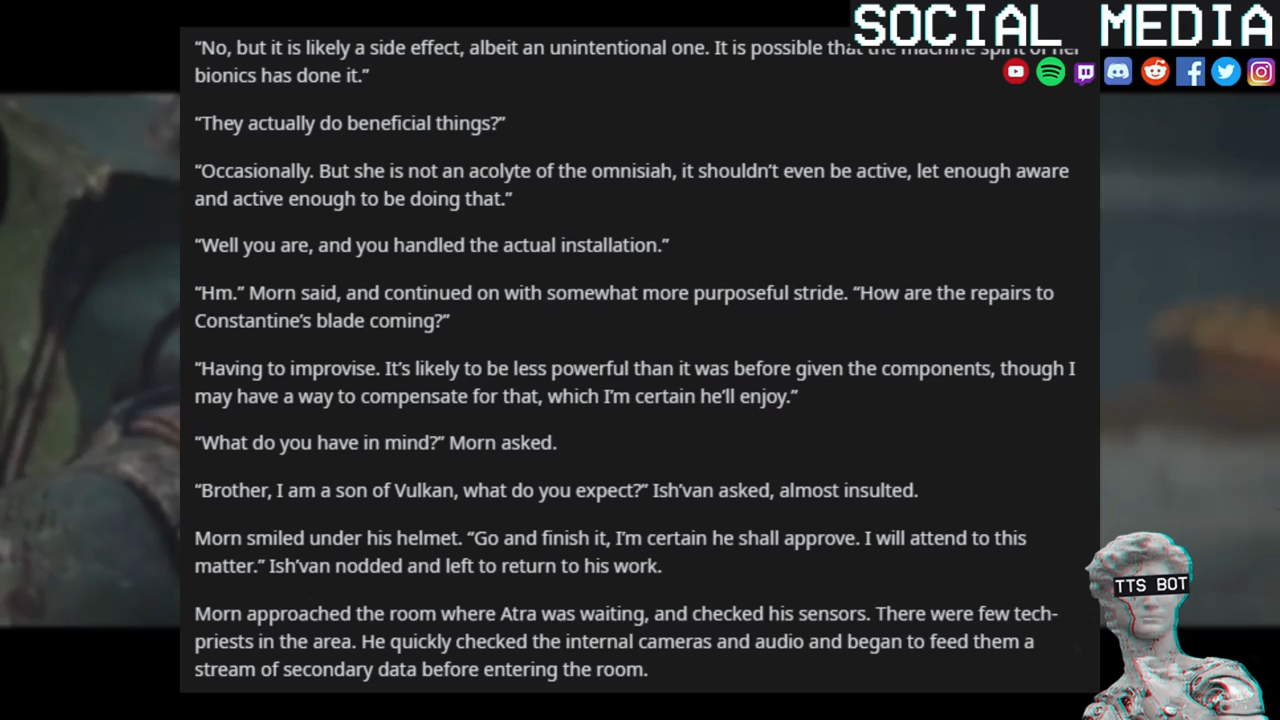 SOCIAL MEDIA
“No, but it is likely a side effect, albeit an unintentional one. It is possible that the machine spirit of her
bionics has done it.”
“They actually do beneficial things?”
“Occasionally. But she is not an acolyte of the omnisiah, it shouldn’t even be active, let enough aware
and active enough to be doing that.”
“Well you are, and you handled the actual installation.”
“Hm.” Morn said, and continued on with somewhat more purposeful stride. “How are the repairs to
Constantine’s blade coming?”
“Having to improvise. It’s likely to be less powerful than it was before given the components, though I
may have a way to compensate for that, which I’m certain he’ll enjoy.”
“What do you have in mind?” Morn asked.
“Brother, I am a son of Vulkan, what do you expect?” Ish’van asked, almost insulted.
Morn smiled under his helmet. “Go and finish it, I’m certain he shall approve. I will attend to this
matter.” Ish’van nodded and left to return to his work.
Morn approached the room where Atra was waiting, and checked his sensors. There were few tech-
priests in the area. He quickly checked the internal cameras and audio and began to feed them a
stream of secondary data before entering the room.
TTS BOT